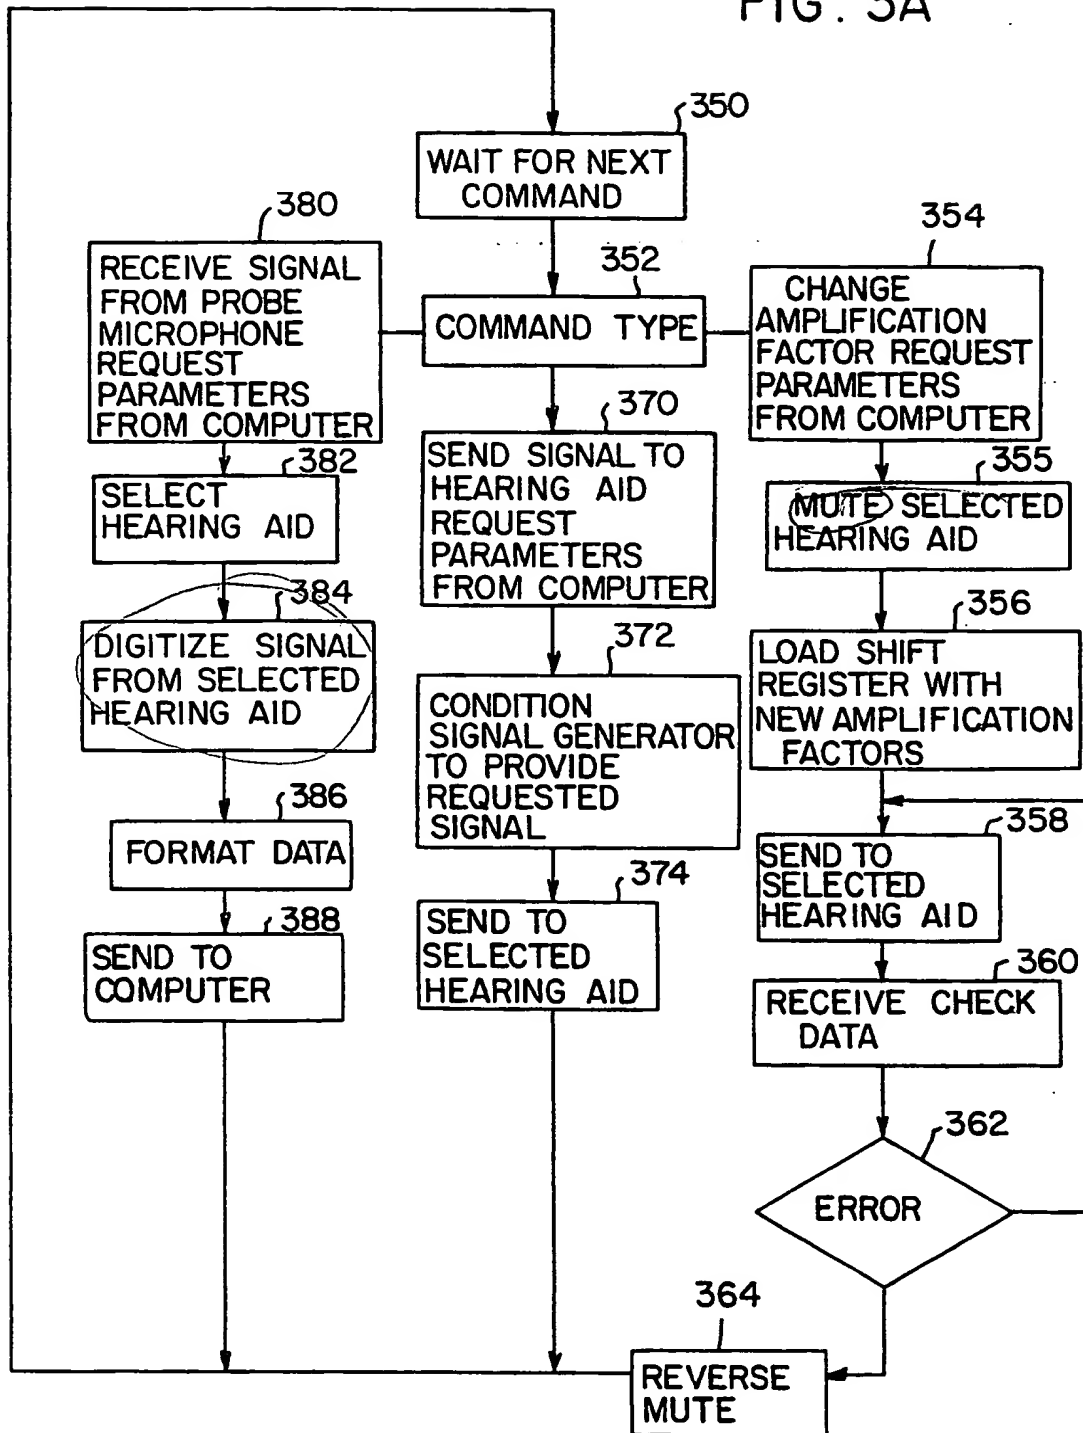 FIG. 3A
350
WAIT FOR NEXT
COMMAND
380
RECEIVE SIGNAL
FROM PROBE
MICROPHONE
REQUEST
PARAMETERS
FROM COMPUTER
352
COMMAND TYPE
354
CHANGE
AMPLIFICATION
FACTOR REQUEST
PARAMETERS
FROM COMPUTER
382
SELECT
HEARING AID
384
DIGITIZE SIGNAL
FROM SELECTED
HEARING AID
386
FORMAT DATA
388
SEND TO
COMPUTER
370
SEND SIGNAL TO
HEARING AID
REQUEST
PARAMETERS
FROM COMPUTER
372
CONDITION
SIGNAL GENERATOR
TO PROVIDE
REQUESTED
SIGNAL
374
SEND TO
SELECTED
HEARING AID
355
MUTE SELECTED
HEARING AID
356
LOAD SHIFT
REGISTER WITH
NEW AMPLIFICATION
FACTORS
358
SEND TO
SELECTED
HEARING AID
360
RECEIVE CHECK
DATA
362
ERROR
364
REVERSE
MUTE